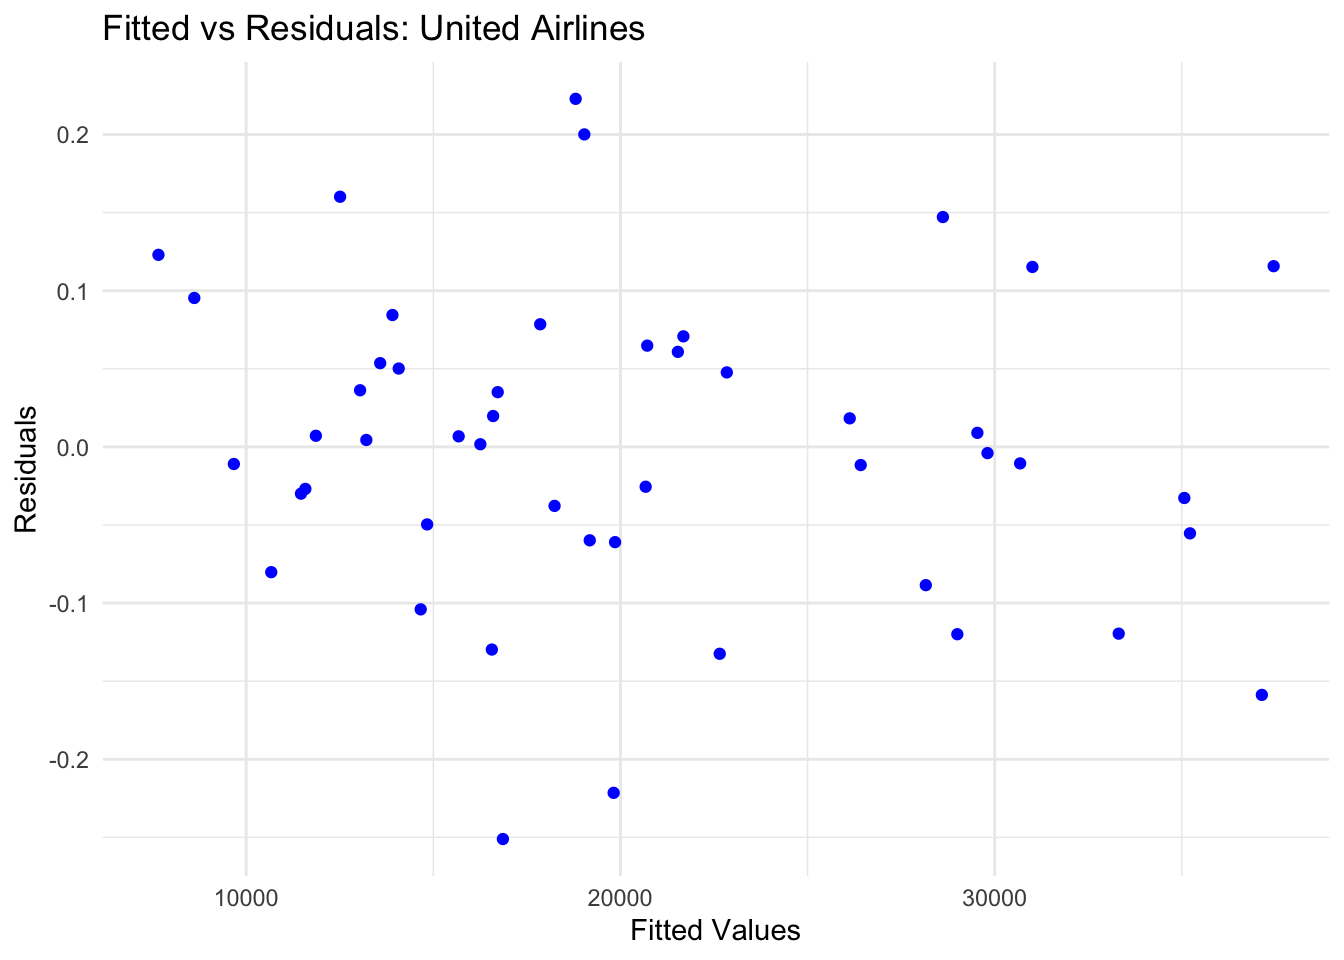 Fitted vs Residuals: United Airlines
0.2
0.1
0.0
-0.1
-0.2
Residuals
10000 20000 30000
Fitted Values